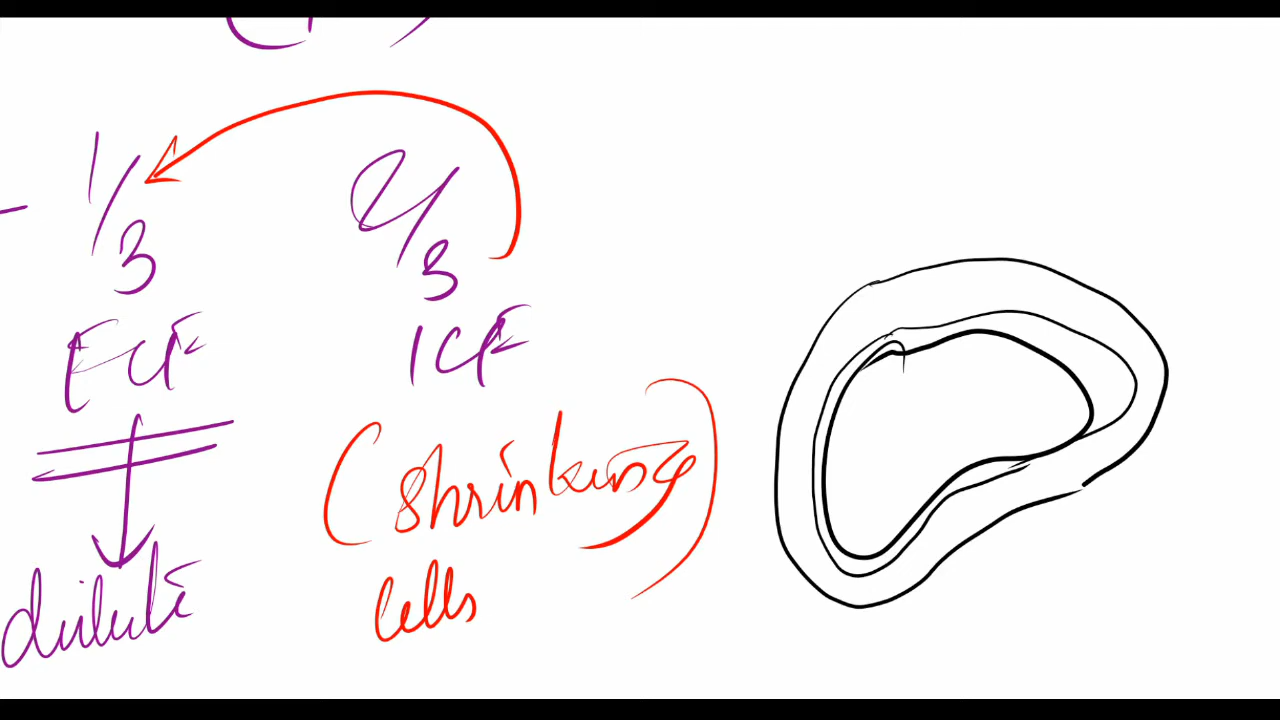 1/3 2/3
ECF ICF
(shrinking)
cells
dilute